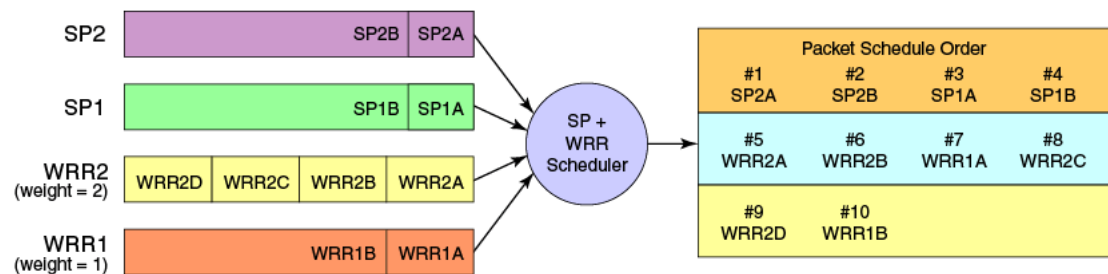 SP2
SP2B SP2A
SP1
SP1B SP1A
WRR2
(weight = 2)
WRR2D WRR2C WRR2B WRR2A
WRR1
(weight = 1)
WRR1B WRR1A
SP +
WRR
Scheduler
Packet Schedule Order
#1 #2 #3 #4
SP2A SP2B SP1A SP1B
#5 #6 #7 #8
WRR2A WRR2B WRR1A WRR2C
#9 #10
WRR2D WRR1B